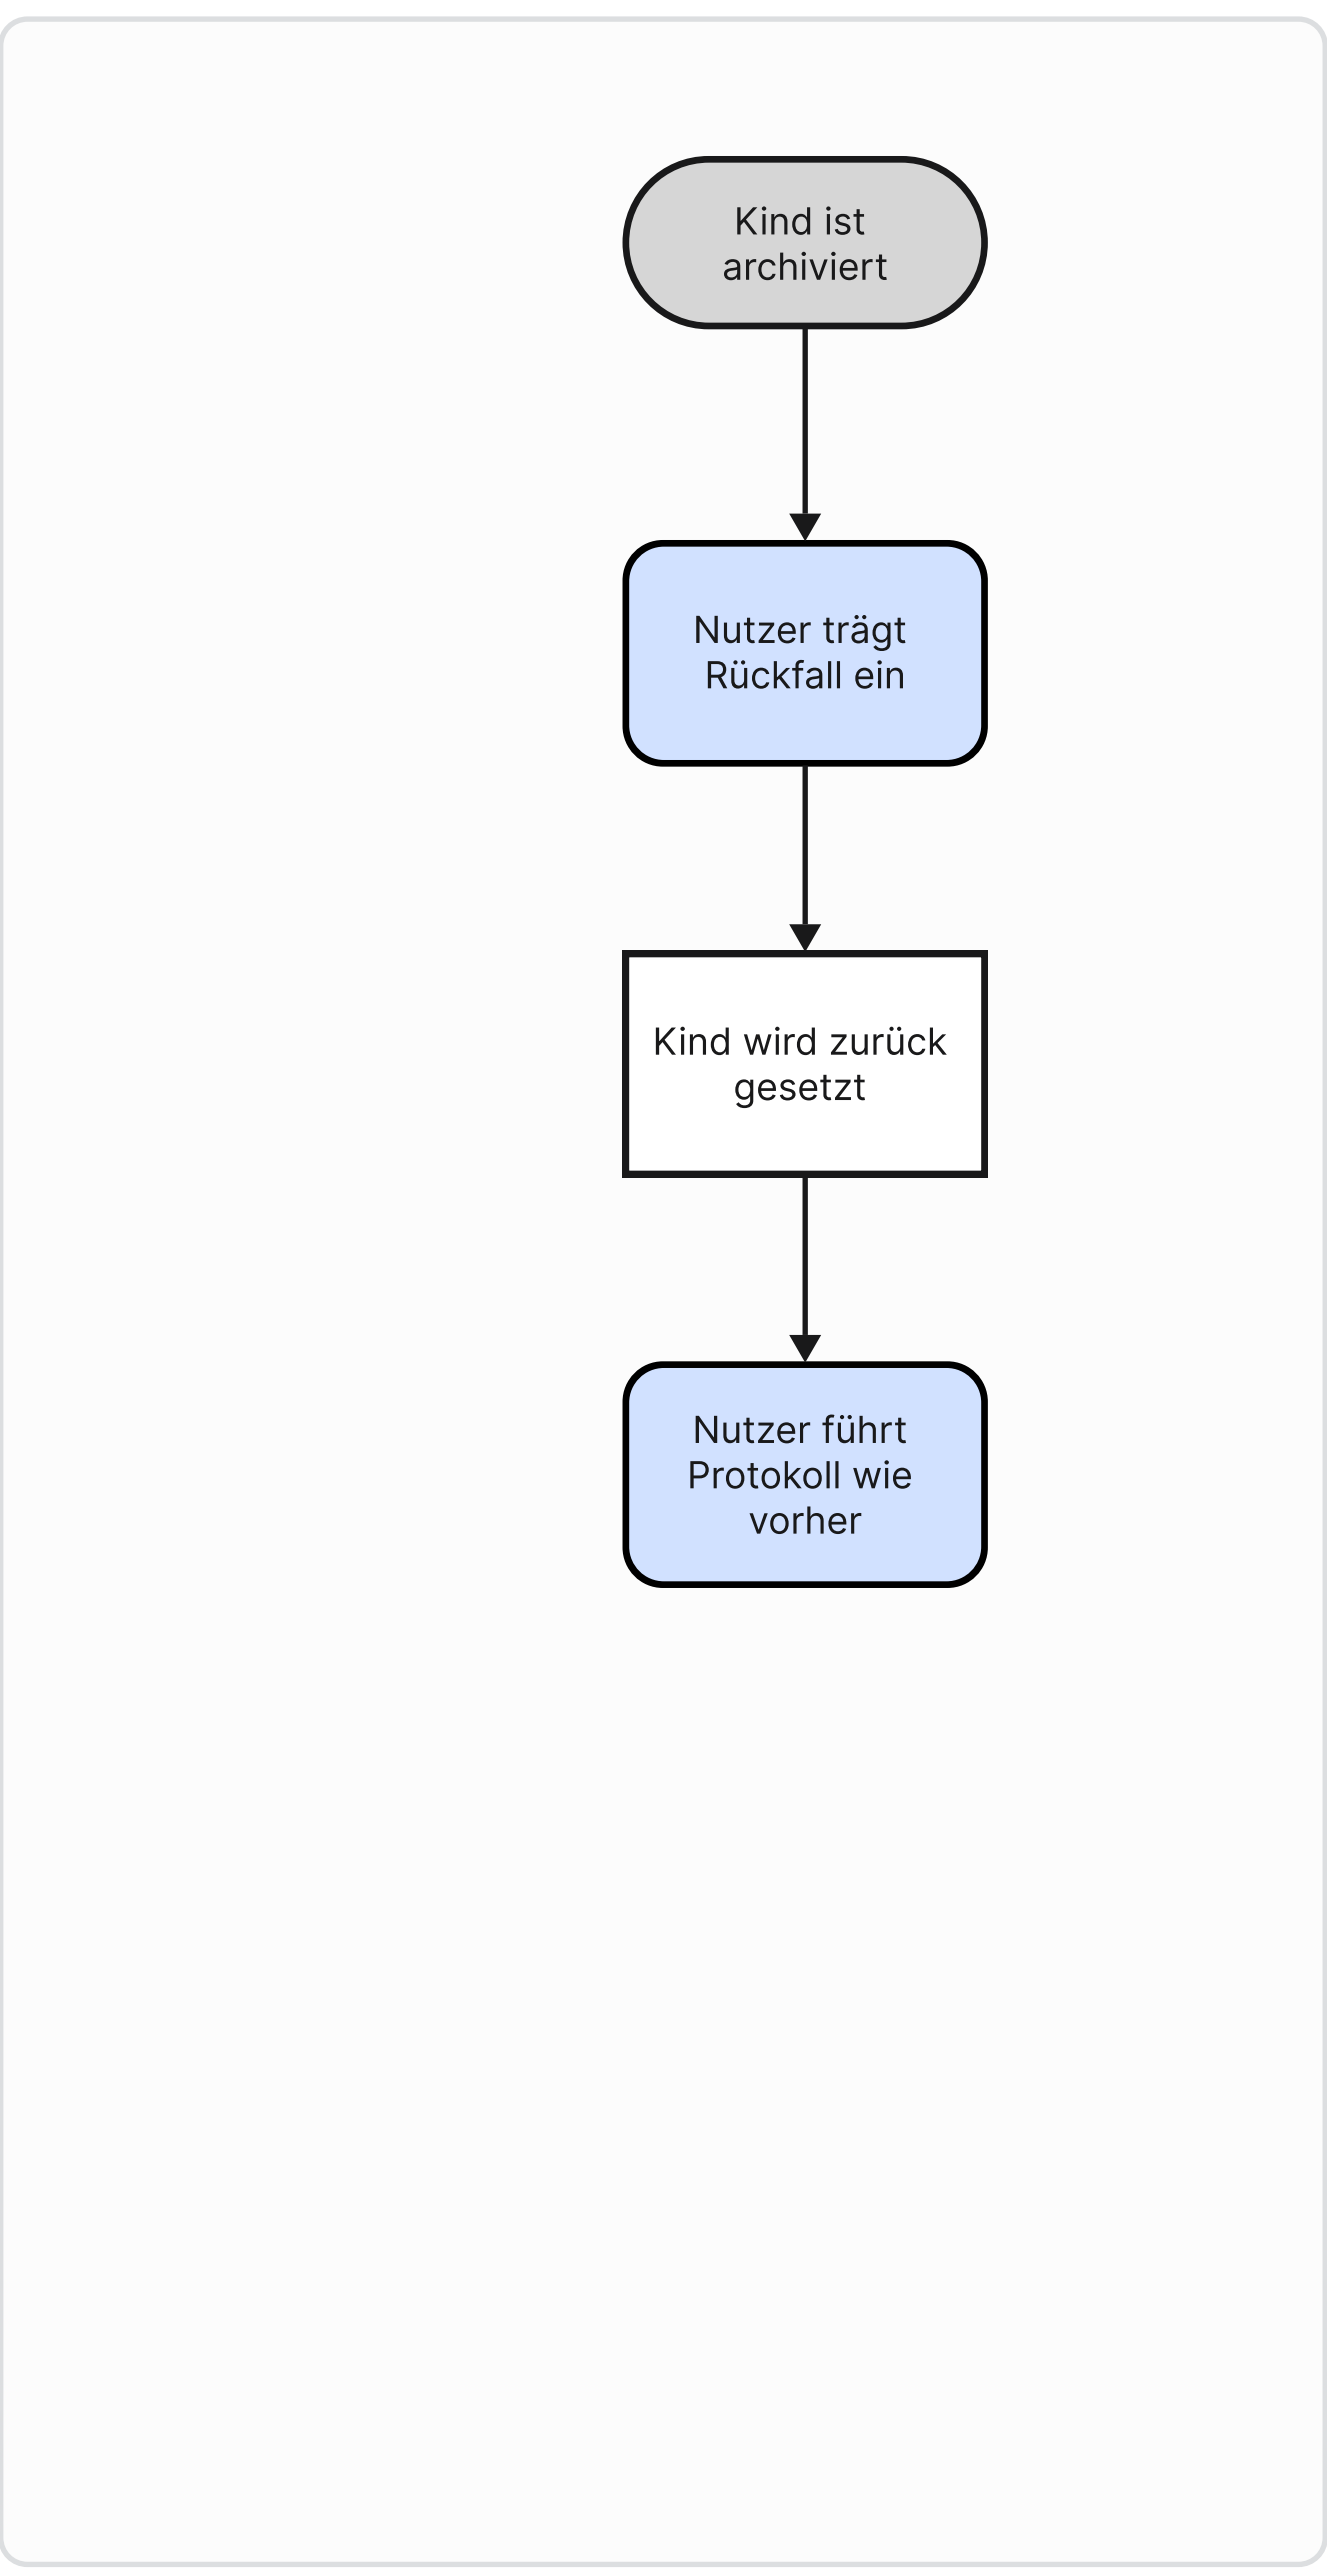 Kind ist
archiviert
Nutzer trägt
Rückfall ein
Kind wird zurück
gesetzt
Nutzer führt
Protokoll wie
vorher